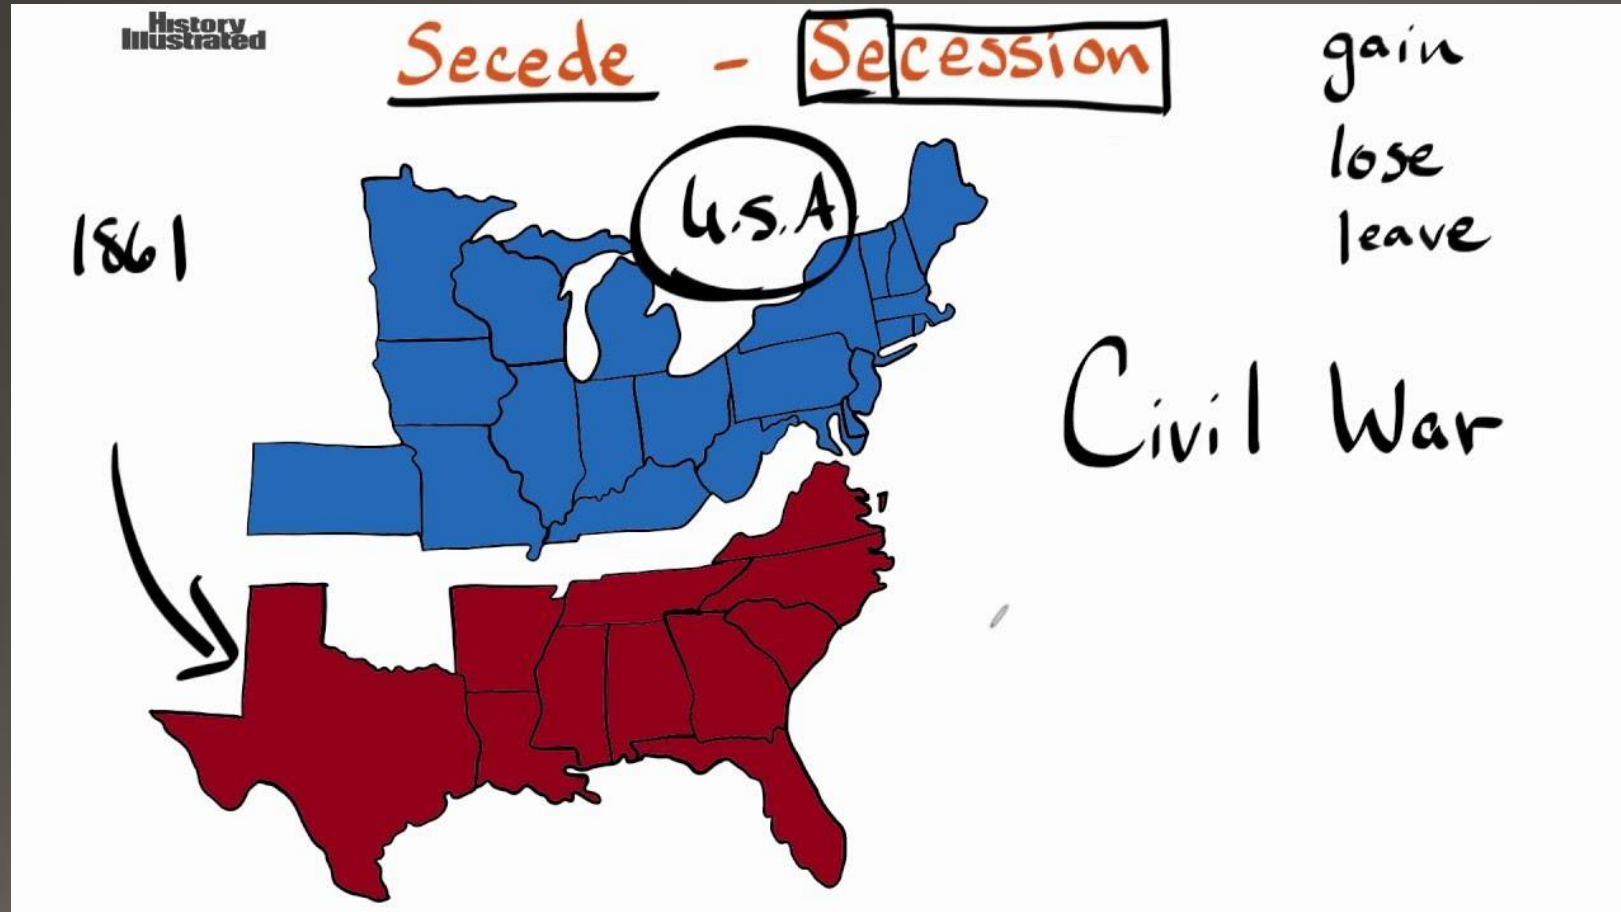 History
Illustrated
Secede - Secession
gain
lose
leave
U.S.A
1861
Civil War